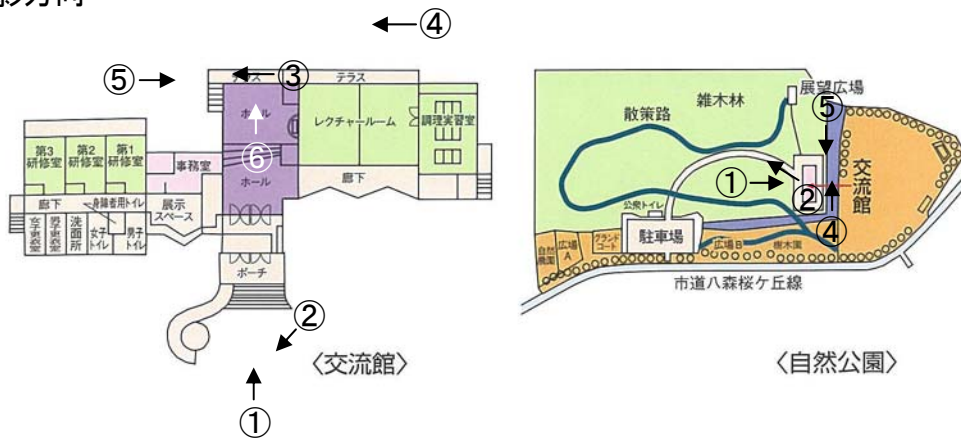 ④
⑤
③
テラス
テラス
ホール
レクチャールーム
調理実習室
⑥
第3
研修室
第2
研修室
第1
研修室
事務室
ホール
廊下
廊下
身障者用トイレ
展示
スペース
女子更衣室
男子更衣室
洗面所
女子
トイレ
男子
トイレ
ポーチ
②
①
〈交流館〉
展望広場
雑木林
散策路
⑤
①
②
交流館
④
公衆トイレ
駐車場
自然農園
広場
A
グランド
コート
広場B
樹木園
市道八森桜ケ丘線
〈自然公園〉